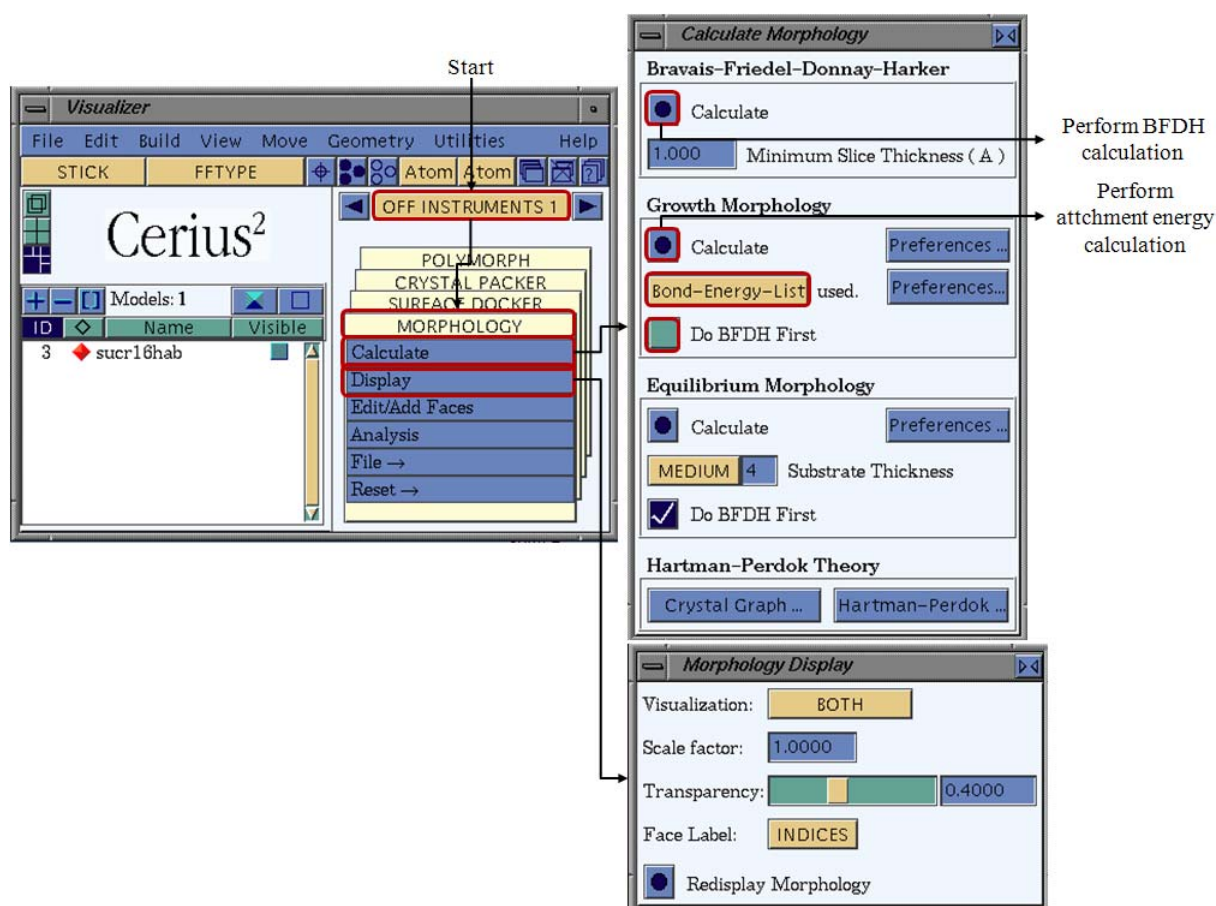 Start
Visualizer
File Edit Build View Move Geometry Utilities Help
STICK FFTYPE Atom Atom
Cerius²
OFF INSTRUMENTS 1
POLYMORPH
CRYSTAL PACKER
SURFACE DOCKER
MORPHOLOGY
Models: 1
ID Name Visible
3 sucr16hab
Calculate
Display
Edit/Add Faces
Analysis
File →
Reset →
Calculate Morphology
Bravais-Friedel-Donnay-Harker
Calculate
1.000 Minimum Slice Thickness ( A )
Growth Morphology
Calculate Preferences ...
Bond-Energy-List used. Preferences...
Do BFDH First
Equilibrium Morphology
Calculate Preferences ...
MEDIUM 4 Substrate Thickness
Do BFDH First
Hartman-Perdok Theory
Crystal Graph ... Hartman-Perdok ...
Perform BFDH
calculation
Perform
attchment energy
calculation
Morphology Display
Visualization: BOTH
Scale factor: 1.0000
Transparency: 0.4000
Face Label: INDICES
Redisplay Morphology